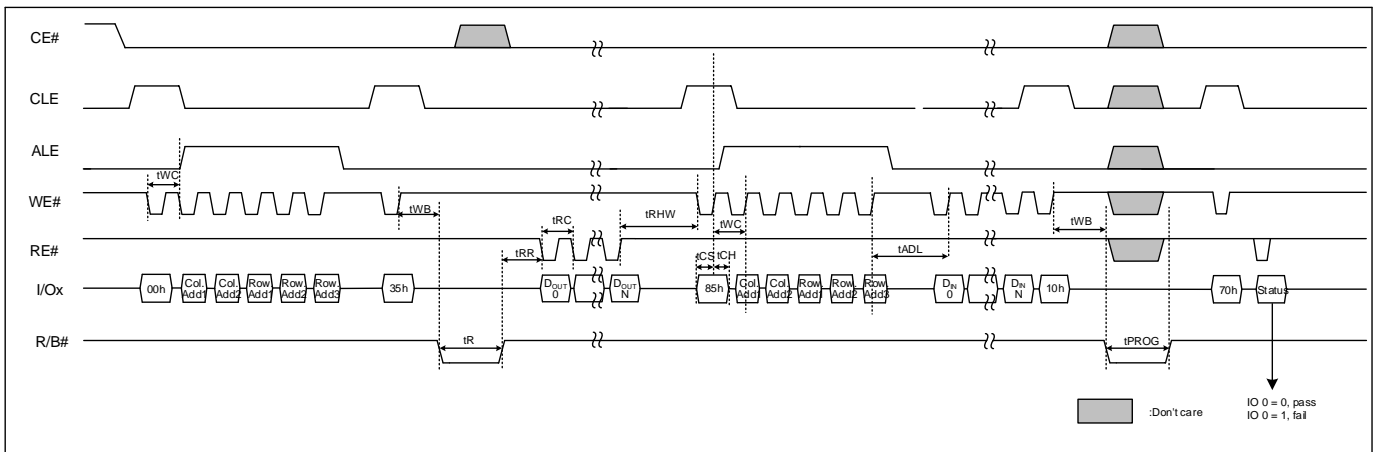 CE#
CLE
ALE
tWC
WE#
tWB
tRC
tRHW
tWC
tWB
RE#
tRR
tCS
tCH
tADL
I/Ox
00h
Col.
Add1
Col.
Add2
Row.
Add1
Row.
Add2
Row.
Add3
35h
DOUT
0
DOUT
N
85h
Col.
Add1
Col.
Add2
Row.
Add1
Row.
Add2
Row.
Add3
DIN
0
DIN
N
10h
70h
Status
R/B#
tR
tPROG
:Don't care
IO 0 = 0, pass
IO 0 = 1, fail